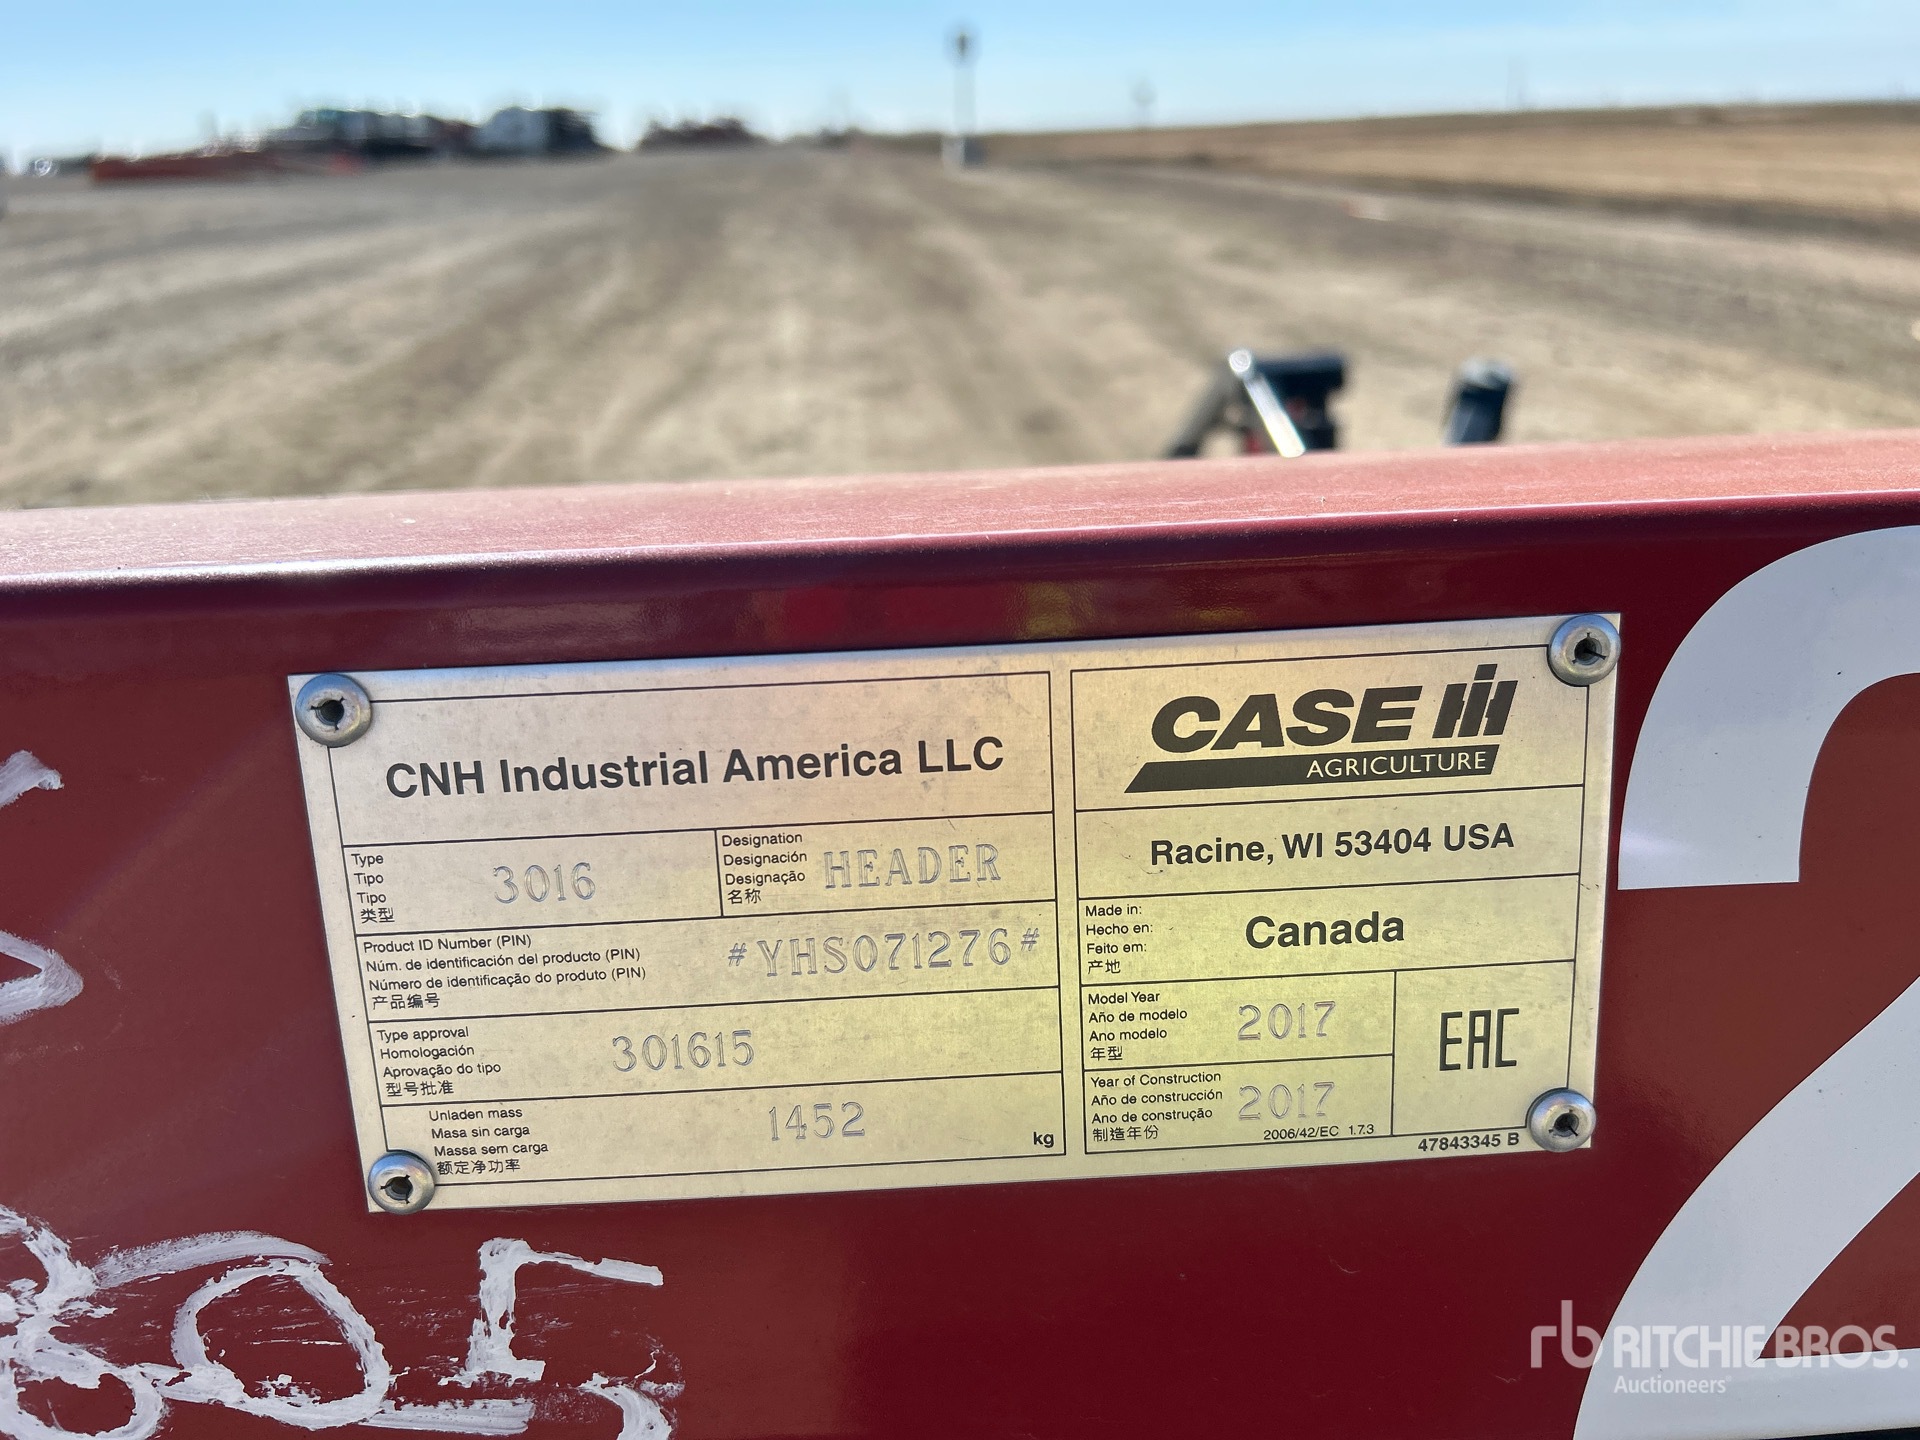 CNH Industrial America LLC
Type
Tipo
Tipo
类型
3016
Designation
Designación
Designação
名称
HEADER
Product ID Number (PIN)
Núm. de identificación del producto (PIN)
Número de identificação do produto (PIN)
产品编号
#YHS071276#
Type approval
Homologación
Aprovação do tipo
型号批准
301615
Unladen mass
Masa sin carga
Massa sem carga
额定净功率
1452
kg
CASE IH
AGRICULTURE
Racine, WI 53404 USA
Made in:
Hecho en:
Feito em:
产地
Canada
Model Year
Año de modelo
Ano modelo
年型
2017
Year of Construction
Año de construcción
Ano de construção
制造年份
2017
2006/42/EC 1.7.3
EAC
47843345 B
2
rb RITCHIE BROS.
Auctioneers